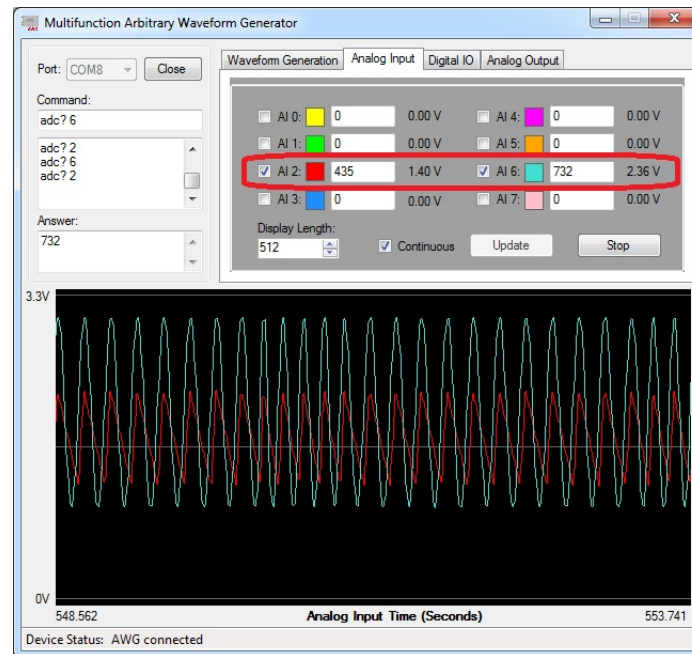 Multifunction Arbitrary Waveform Generator
Port: COM8 Close
Command:
adc? 6
adc? 2
adc? 6
adc? 2
Answer:
732
Waveform Generation Analog Input Digital IO Analog Output
AI 0: 0 0.00 V AI 4: 0 0.00 V
AI 1: 0 0.00 V AI 5: 0 0.00 V
AI 2: 435 1.40 V AI 6: 732 2.36 V
AI 3: 0 0.00 V AI 7: 0 0.00 V
Display Length:
512 Continuous Update Stop
3.3V
0V
548.562 Analog Input Time (Seconds) 553.741
Device Status: AWG connected